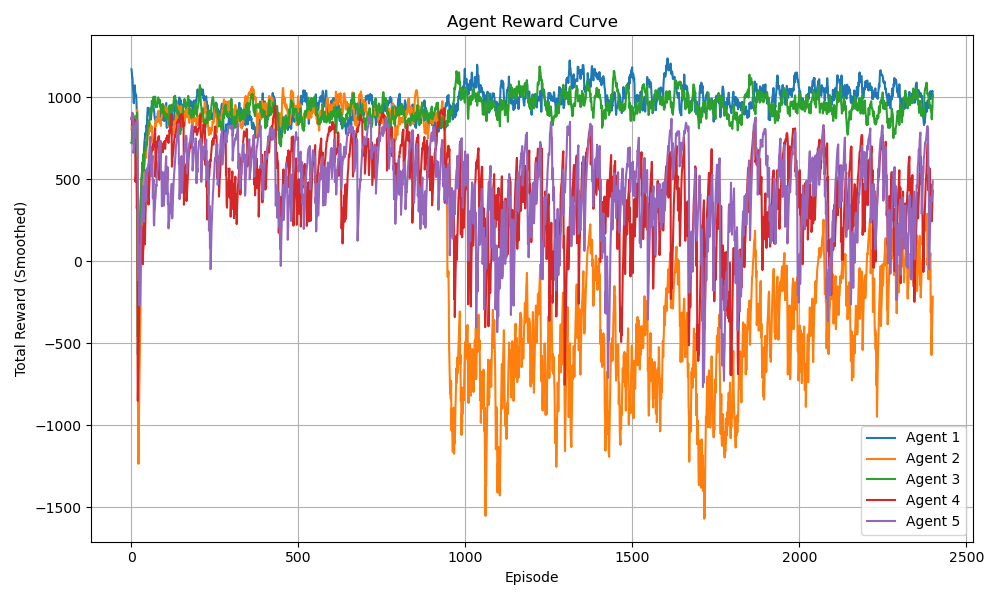 Agent Reward Curve
Total Reward (Smoothed)
1000
500
0
−500
−1000
−1500
0
500
1000
1500
2000
2500
Episode
Agent 1
Agent 2
Agent 3
Agent 4
Agent 5